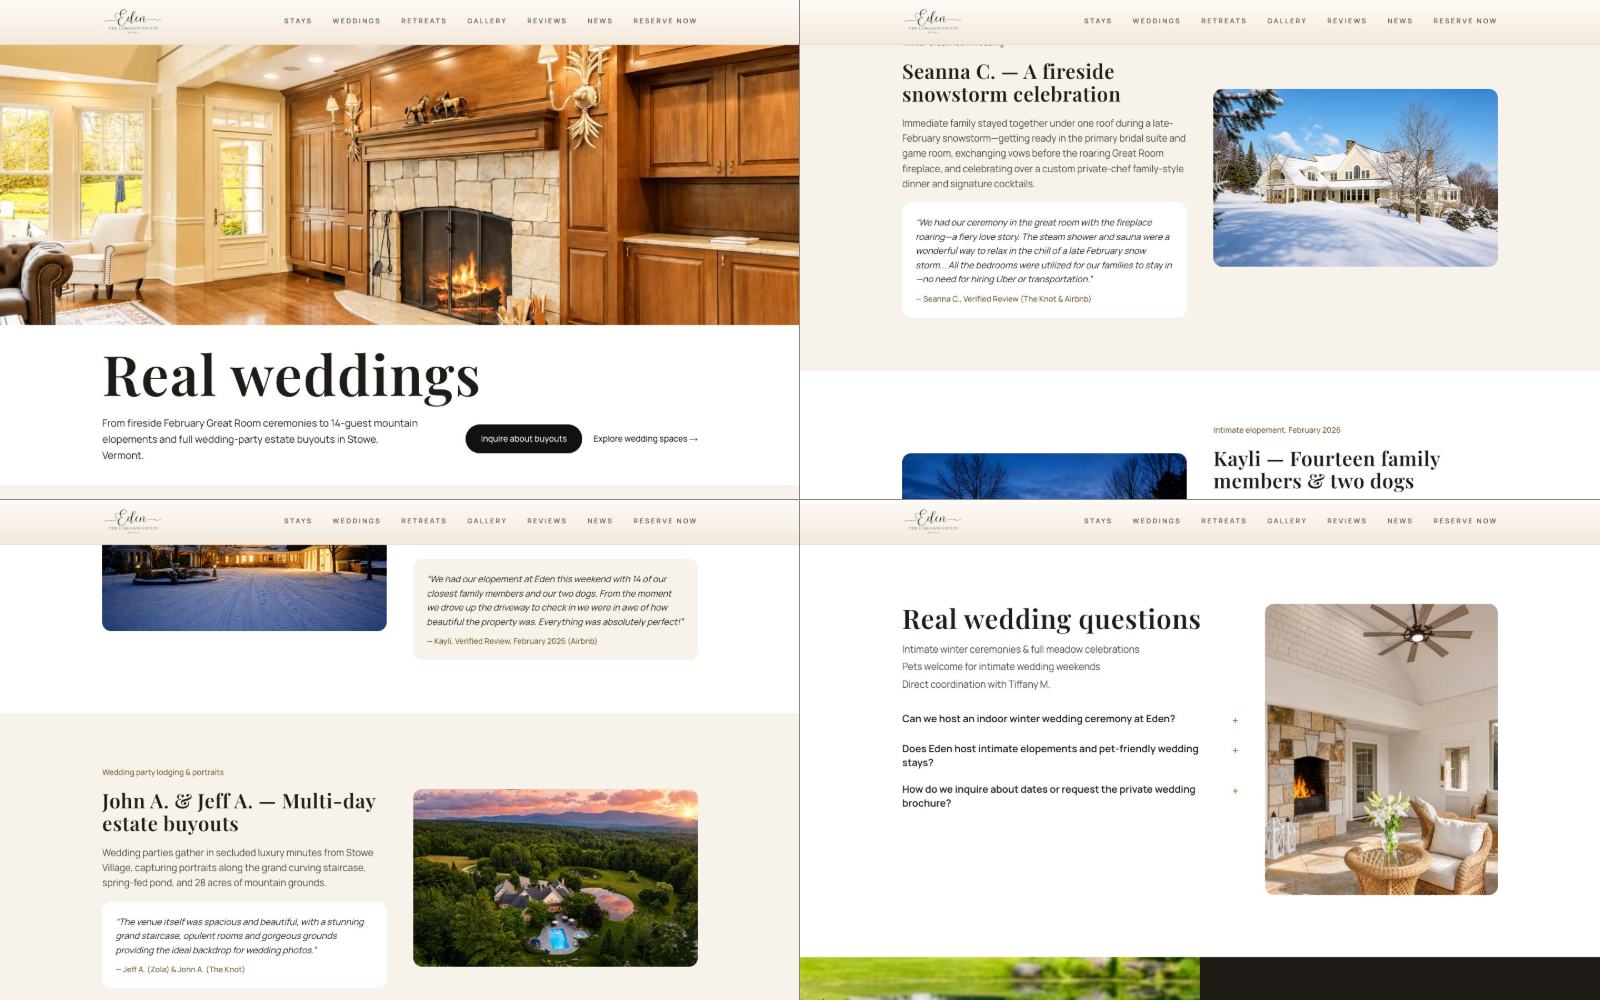 Eden
STAYS WEDDINGS RETREATS GALLERY REVIEWS NEWS RESERVE NOW
Real weddings
From fireside February Great Room ceremonies to 14-guest mountain
elopements and full wedding-party estate buyouts in Stowe,
Vermont.
Inquire about buyouts
Explore wedding spaces →
Eden
STAYS WEDDINGS RETREATS GALLERY REVIEWS NEWS RESERVE NOW
Seanna C. — A fireside
snowstorm celebration
Immediate family stayed together under one roof during a late-
February snowstorm—getting ready in the primary bridal suite and
game room, exchanging vows before the roaring Great Room
fireplace, and celebrating over a custom private-chef family-style
dinner and signature cocktails.
"We had our ceremony in the great room with the fireplace
roaring—a fiery love story. The steam shower and sauna were a
wonderful way to relax in the chill of a late February snow
storm... All the bedrooms were utilized for our families to stay in
—no need for hiring Uber or transportation."
— Seanna C., Verified Review (The Knot & Airbnb)
Intimate elopement, February 2026
Kayli — Fourteen family
members & two dogs
Eden
STAYS WEDDINGS RETREATS GALLERY REVIEWS NEWS RESERVE NOW
"We had our elopement at Eden this weekend with 14 of our
closest family members and our two dogs. From the moment
we drove up the driveway to check in we were in awe of how
beautiful the property was. Everything was absolutely perfect!"
— Kayli, Verified Review, February 2026 (Airbnb)
Wedding party lodging & portraits
John A. & Jeff A. — Multi-day
estate buyouts
Wedding parties gather in secluded luxury minutes from Stowe
Village, capturing portraits along the grand curving staircase,
spring-fed pond, and 28 acres of mountain grounds.
"The venue itself was spacious and beautiful, with a stunning
grand staircase, opulent rooms and gorgeous grounds
providing the ideal backdrop for wedding photos."
— Jeff A. (Zola) & John A. (The Knot)
Eden
STAYS WEDDINGS RETREATS GALLERY REVIEWS NEWS RESERVE NOW
Real wedding questions
Intimate winter ceremonies & full meadow celebrations
Pets welcome for intimate wedding weekends
Direct coordination with Tiffany M.
Can we host an indoor winter wedding ceremony at Eden? +
Does Eden host intimate elopements and pet-friendly wedding
stays? +
How do we inquire about dates or request the private wedding
brochure? +